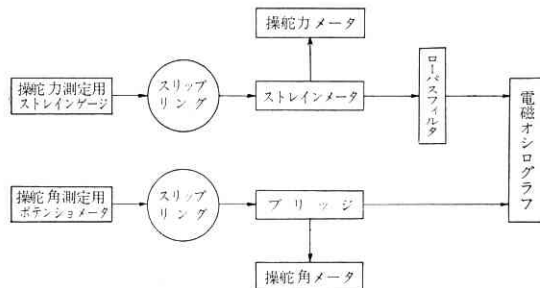 操舵力メータ
操舵力測定用
ストレインゲージ
スリップ
リング
ストレインメータ
ローパスフィルタ
電磁オシログラフ
操舵角測定用
ポテンショメータ
スリップ
リング
ブリッジ
操舵角メータ